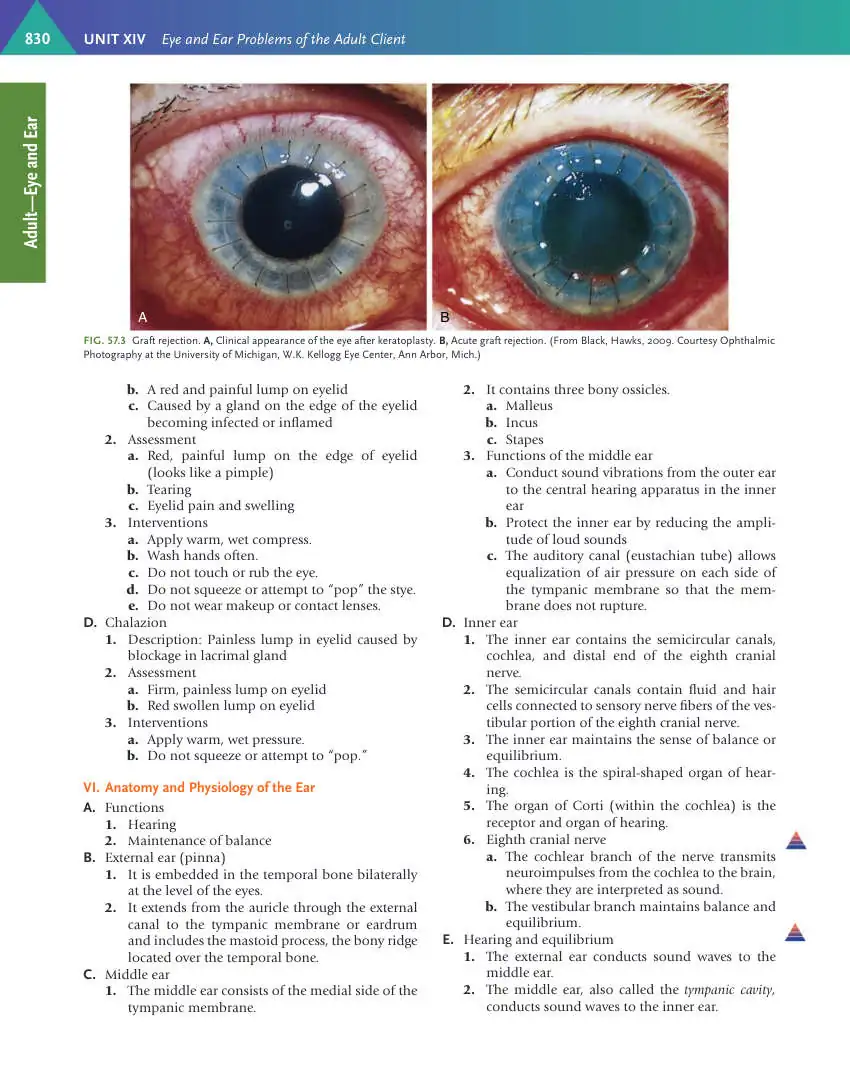 830
UNIT XIV Eye and Ear Problems of the Adult Client
Adult—Eye and Ear
A
B
FIG. 57.3 Graft rejection. A, Clinical appearance of the eye after keratoplasty. B, Acute graft rejection. (From Black, Hawks, 2009. Courtesy Ophthalmic
Photography at the University of Michigan, W.K. Kellogg Eye Center, Ann Arbor, Mich.)
b. A red and painful lump on eyelid
c. Caused by a gland on the edge of the eyelid
becoming infected or inflamed
2. Assessment
a. Red, painful lump on the edge of eyelid
(looks like a pimple)
b. Tearing
c. Eyelid pain and swelling
3. Interventions
a. Apply warm, wet compress.
b. Wash hands often.
c. Do not touch or rub the eye.
d. Do not squeeze or attempt to “pop” the stye.
e. Do not wear makeup or contact lenses.
D. Chalazion
1. Description: Painless lump in eyelid caused by
blockage in lacrimal gland
2. Assessment
a. Firm, painless lump on eyelid
b. Red swollen lump on eyelid
3. Interventions
a. Apply warm, wet pressure.
b. Do not squeeze or attempt to “pop.”
VI. Anatomy and Physiology of the Ear
A. Functions
1. Hearing
2. Maintenance of balance
B. External ear (pinna)
1. It is embedded in the temporal bone bilaterally
at the level of the eyes.
2. It extends from the auricle through the external
canal to the tympanic membrane or eardrum
and includes the mastoid process, the bony ridge
located over the temporal bone.
C. Middle ear
1. The middle ear consists of the medial side of the
tympanic membrane.
2. It contains three bony ossicles.
a. Malleus
b. Incus
c. Stapes
3. Functions of the middle ear
a. Conduct sound vibrations from the outer ear
to the central hearing apparatus in the inner
ear
b. Protect the inner ear by reducing the ampli-
tude of loud sounds
c. The auditory canal (eustachian tube) allows
equalization of air pressure on each side of
the tympanic membrane so that the mem-
brane does not rupture.
D. Inner ear
1. The inner ear contains the semicircular canals,
cochlea, and distal end of the eighth cranial
nerve.
2. The semicircular canals contain fluid and hair
cells connected to sensory nerve fibers of the ves-
tibular portion of the eighth cranial nerve.
3. The inner ear maintains the sense of balance or
equilibrium.
4. The cochlea is the spiral-shaped organ of hear-
ing.
5. The organ of Corti (within the cochlea) is the
receptor and organ of hearing.
6. Eighth cranial nerve
a. The cochlear branch of the nerve transmits
neuroimpulses from the cochlea to the brain,
where they are interpreted as sound.
b. The vestibular branch maintains balance and
equilibrium.
E. Hearing and equilibrium
1. The external ear conducts sound waves to the
middle ear.
2. The middle ear, also called the tympanic cavity,
conducts sound waves to the inner ear.